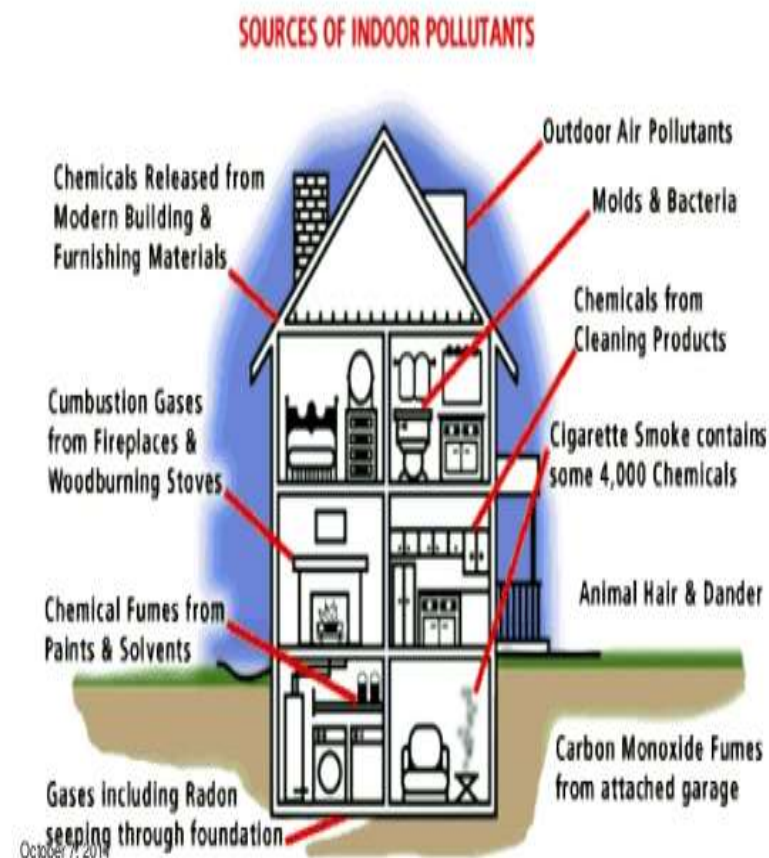 SOURCES OF INDOOR POLLUTANTS
Chemicals Released from
Modern Building &
Furnishing Materials
Cumbustion Gases
from Fireplaces &
Woodburning Stoves
Chemical Fumes from
Paints & Solvents
Gases including Radon
seeping through foundation
October 7, 2014
Outdoor Air Pollutants
Molds & Bacteria
Chemicals from
Cleaning Products
Cigarette Smoke contains
some 4,000 Chemicals
Animal Hair & Dander
Carbon Monoxide Fumes
from attached garage